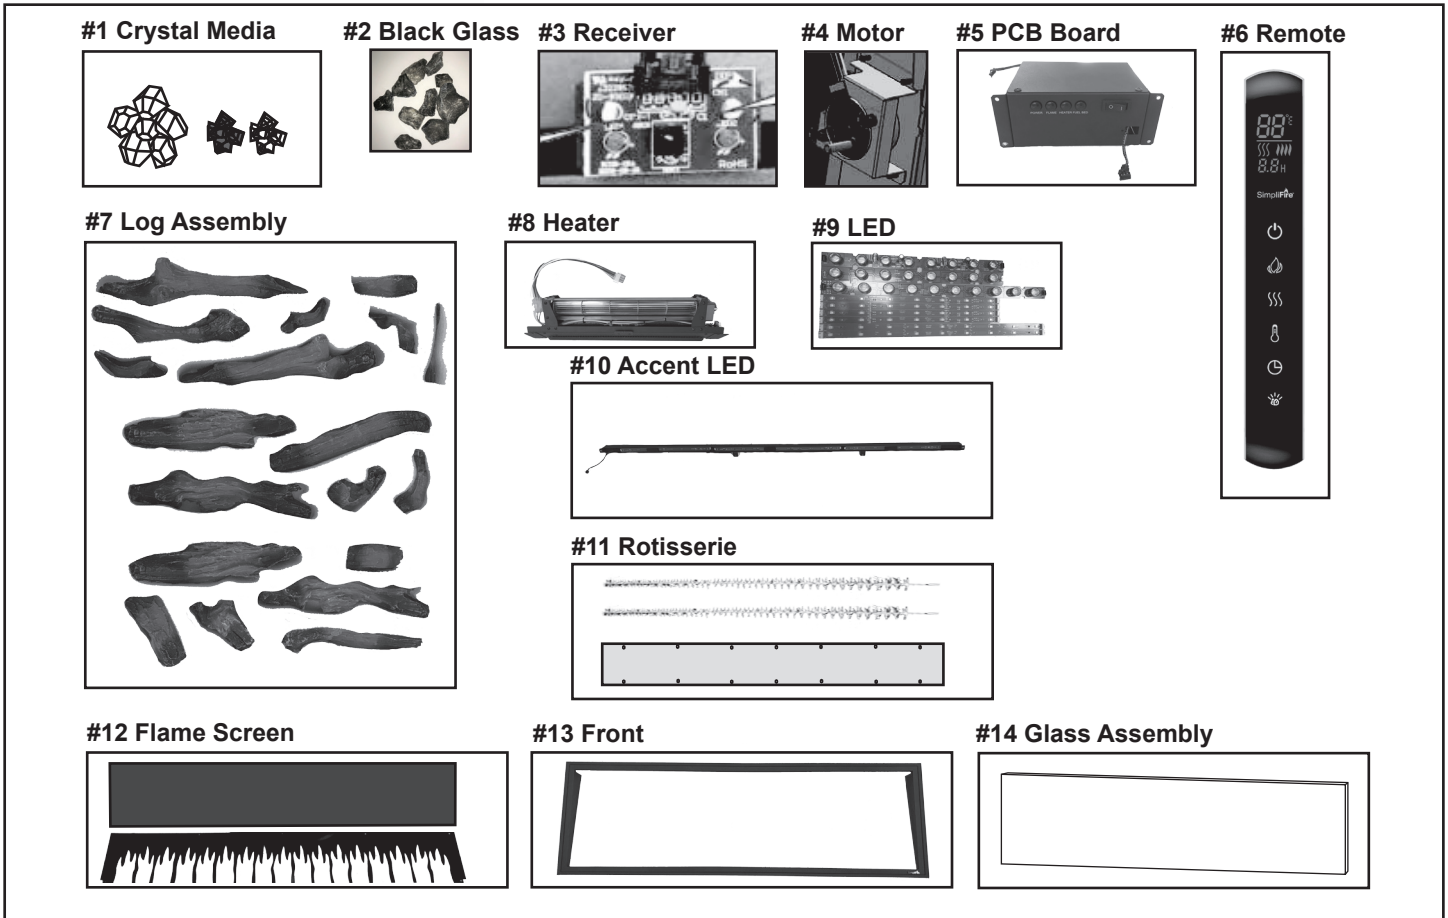 #1 Crystal Media
#2 Black Glass
#3 Receiver
#4 Motor
#5 PCB Board
#6 Remote
RoHS
88°C
8.8H
SimpliFire
#7 Log Assembly
#8 Heater
#9 LED
#10 Accent LED
#11 Rotisserie
#12 Flame Screen
#13 Front
#14 Glass Assembly